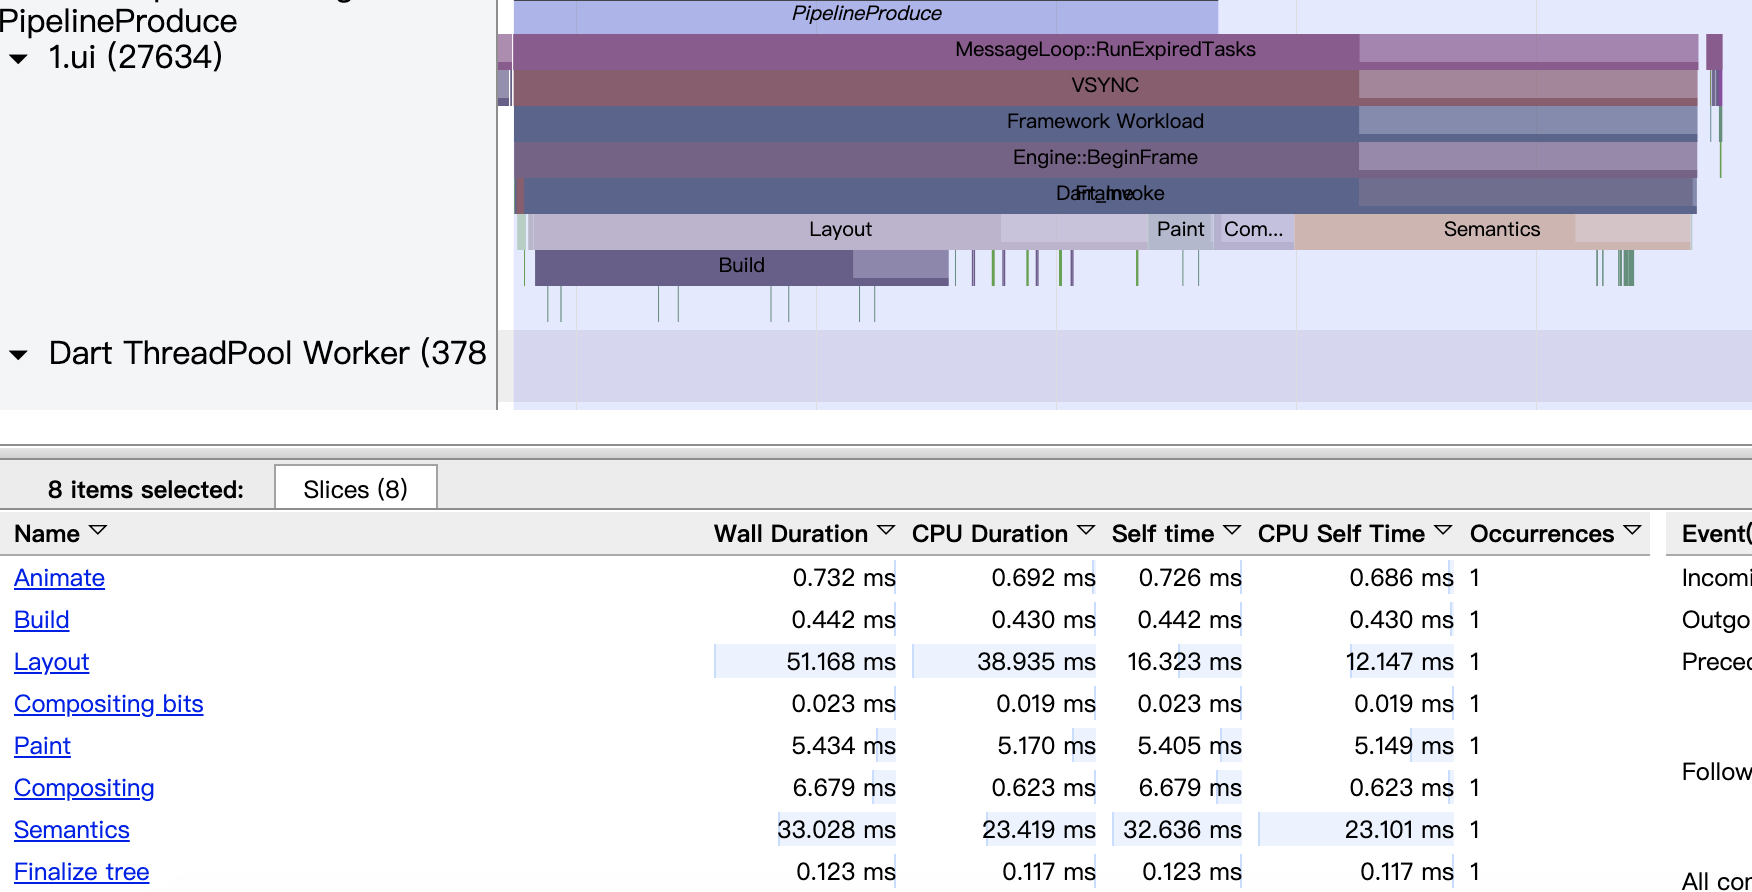 PipelineProduce
PipelineProduce
1.ui (27634)
MessageLoop::RunExpiredTasks
VSYNC
Framework Workload
Engine::BeginFrame
Layout Paint Com... Semantics
Build
Dart ThreadPool Worker (378
8 items selected: Slices (8)
Name Wall Duration CPU Duration Self time CPU Self Time Occurrences Event(
Animate 0.732 ms 0.692 ms 0.726 ms 0.686 ms 1 Incomi
Build 0.442 ms 0.430 ms 0.442 ms 0.430 ms 1 Outgo
Layout 51.168 ms 38.935 ms 16.323 ms 12.147 ms 1 Preced
Compositing bits 0.023 ms 0.019 ms 0.023 ms 0.019 ms 1
Paint 5.434 ms 5.170 ms 5.405 ms 5.149 ms 1
Follow
Compositing 6.679 ms 0.623 ms 6.679 ms 0.623 ms 1
Semantics 33.028 ms 23.419 ms 32.636 ms 23.101 ms 1
Finalize tree 0.123 ms 0.117 ms 0.123 ms 0.117 ms 1
All con